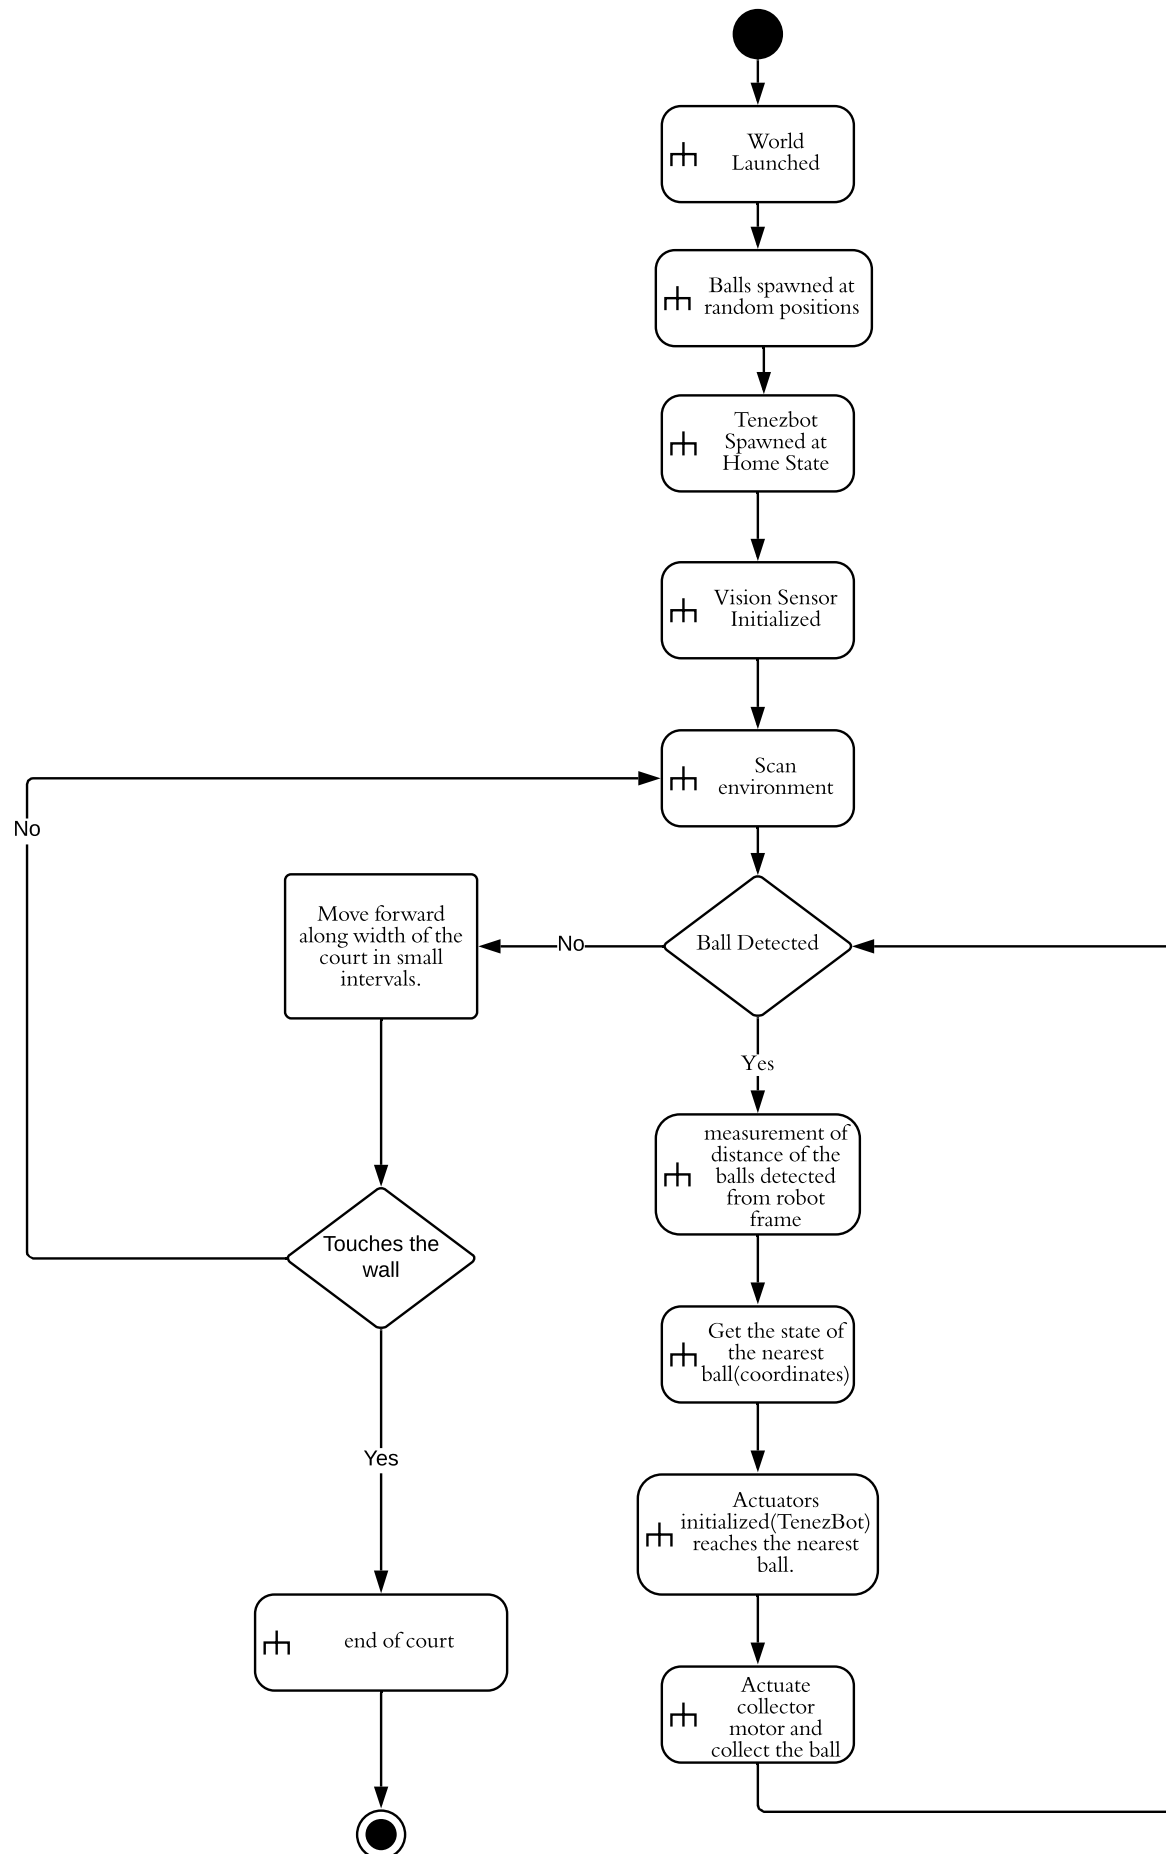 World
Launched
Balls spawned at
random positions
Tenezbot
Spawned at
Home State
Vision Sensor
Initialized
Scan
environment
No
Move forward
along width of the
court in small
intervals.
No
Ball Detected
Yes
measurement of
distance of the
balls detected
from robot
frame
Touches the
wall
Get the state of
the nearest
ball(coordinates)
Yes
Actuators
initialized(TenezBot)
reaches the nearest
ball.
end of court
Actuate
collector
motor and
collect the ball